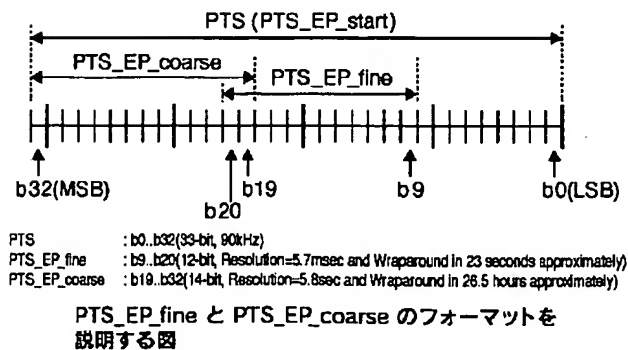 PTS (PTS_EP_start)
PTS_EP_coarse
PTS_EP_fine
b32(MSB)
b20
b19
b9
b0(LSB)
PTS : b0..b32(33-bit, 90kHz)
PTS_EP_fine : b9..b20(12-bit, Resolution=5.7msec and Wraparound in 23 seconds approximately)
PTS_EP_coarse : b19..b32(14-bit, Resolution=5.8sec and Wraparound in 26.5 hours approximately)
PTS_EP_fine と PTS_EP_coarse のフォーマットを
説明する図